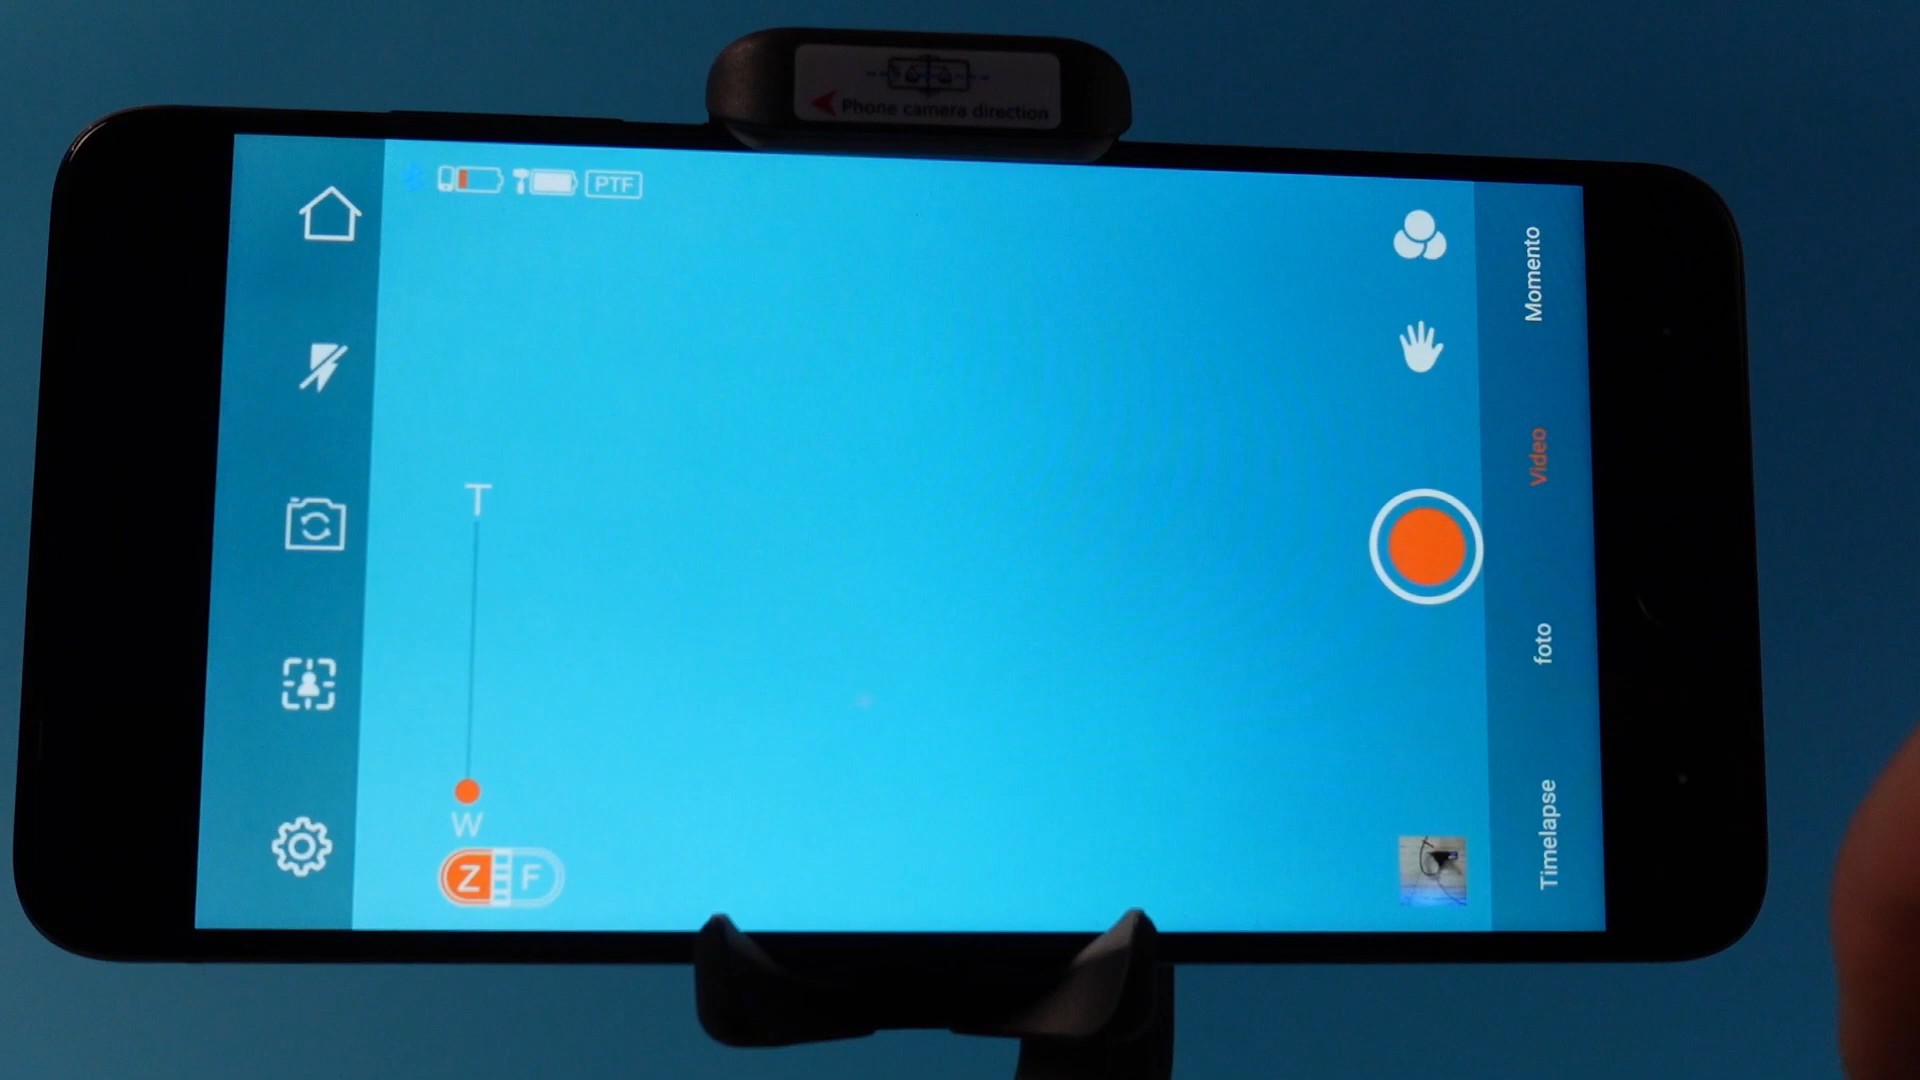 Phone camera direction
PTF
T
W
Z F
Momento
Video
foto
Timelapse